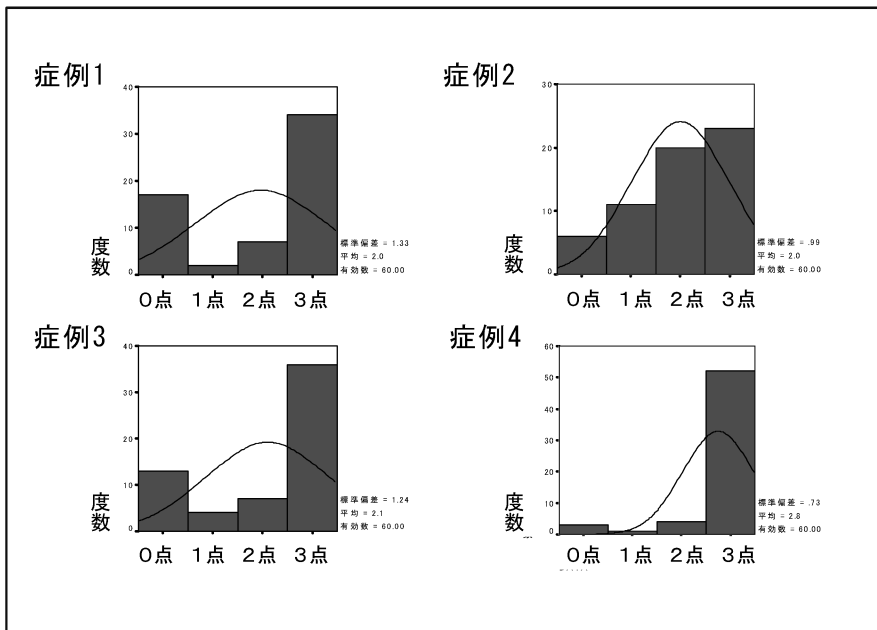 症例1
40
30
20
10
0
度数
0点 1点 2点 3点
標準偏差 = 1.33
平均 = 2.0
有効数 = 60.00
症例2
30
20
10
0
度数
0点 1点 2点 3点
標準偏差 = .99
平均 = 2.0
有効数 = 60.00
症例3
40
30
20
10
0
度数
0点 1点 2点 3点
標準偏差 = 1.24
平均 = 2.1
有効数 = 60.00
症例4
60
50
40
30
20
10
0
度数
0点 1点 2点 3点
標準偏差 = .73
平均 = 2.8
有効数 = 60.00